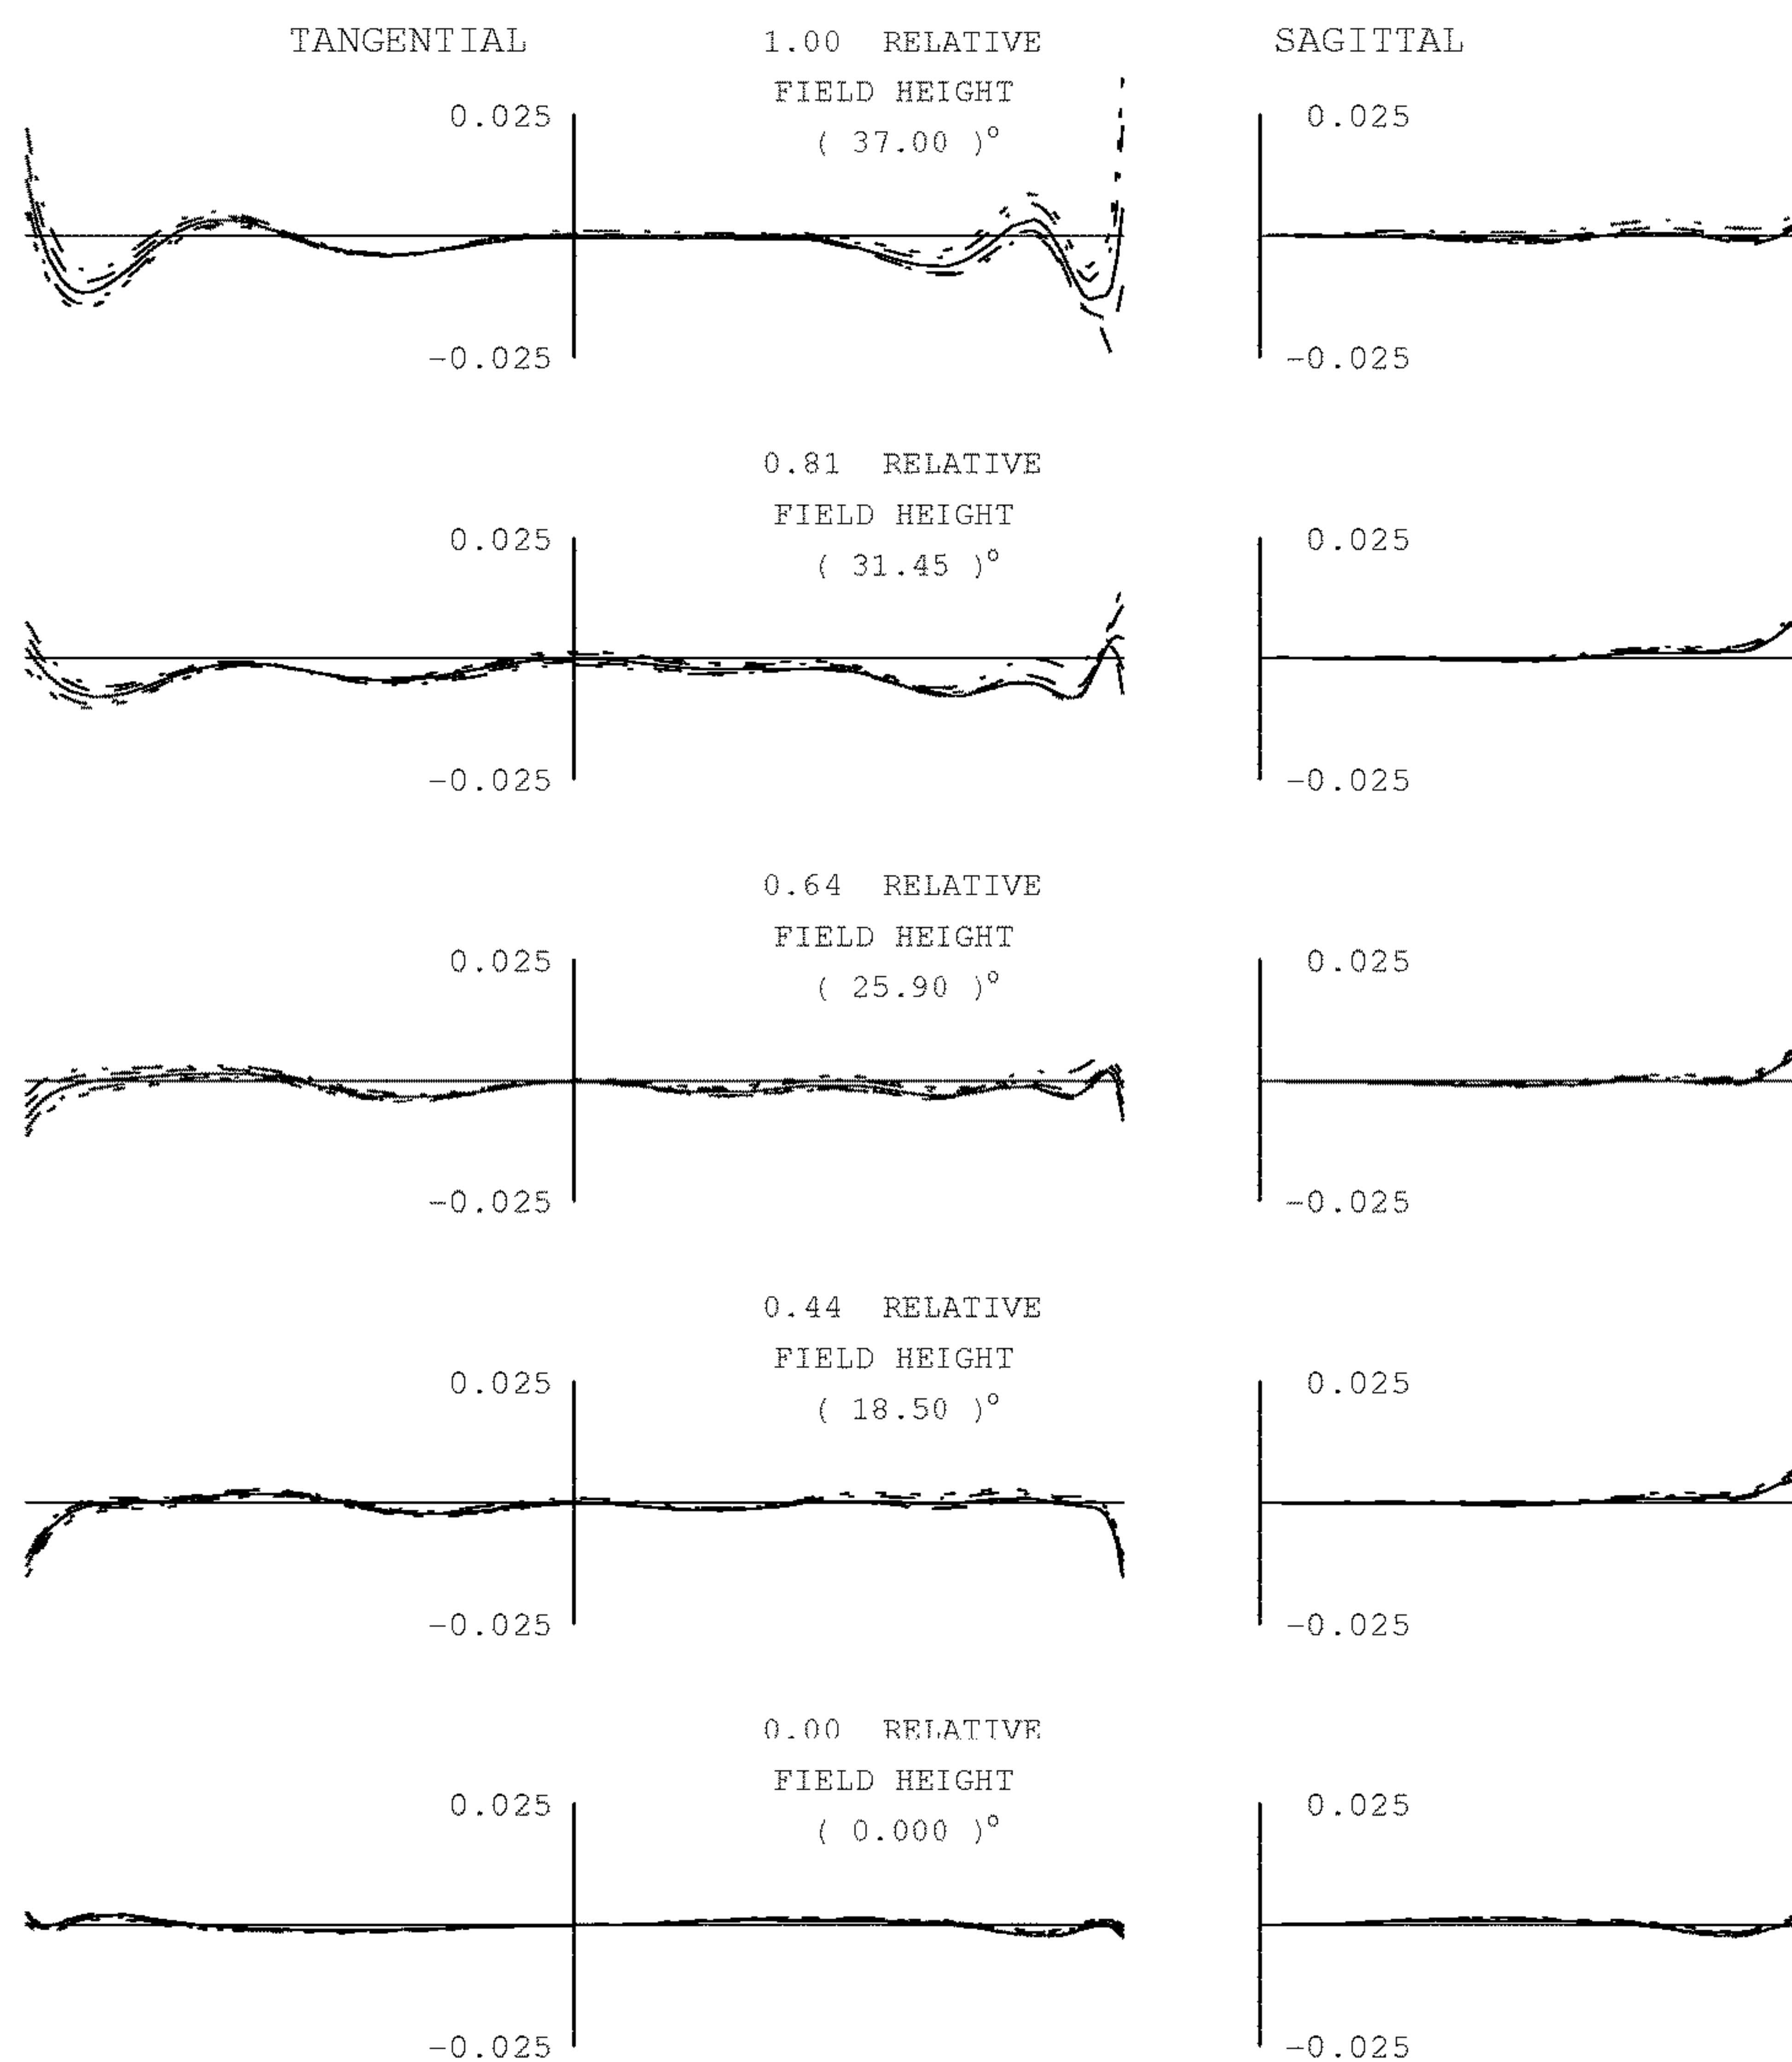 TANGENTIAL 1.00 RELATIVE SAGITTAL
FIELD HEIGHT
0.025 ( 37.00 )° 0.025
-0.025 -0.025
0.81 RELATIVE
FIELD HEIGHT
0.025 ( 31.45 )° 0.025
-0.025 -0.025
0.64 RELATIVE
FIELD HEIGHT
0.025 ( 25.90 )° 0.025
-0.025 -0.025
0.44 RELATIVE
FIELD HEIGHT
0.025 ( 18.50 )° 0.025
-0.025 -0.025
0.00 RELATIVE
FIELD HEIGHT
0.025 ( 0.000 )° 0.025
-0.025 -0.025